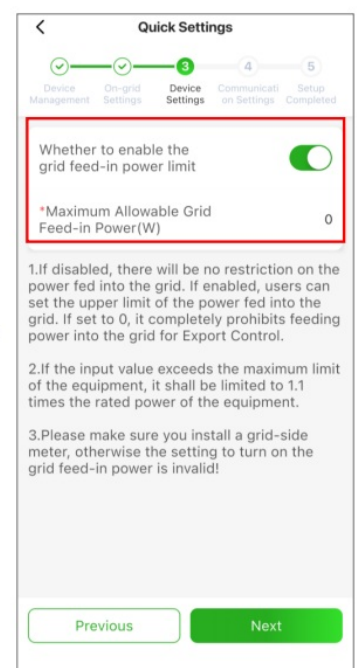 Quick Settings
3 4 5
Device On-grid Device Communicati Setup
Management Settings Settings on Settings Completed
Whether to enable the
grid feed-in power limit
*Maximum Allowable Grid
Feed-in Power(W) 0
1.If disabled, there will be no restriction on the
power fed into the grid. If enabled, users can
set the upper limit of the power fed into the
grid. If set to 0, it completely prohibits feeding
power into the grid for Export Control.
2.If the input value exceeds the maximum limit
of the equipment, it shall be limited to 1.1
times the rated power of the equipment.
3.Please make sure you install a grid-side
meter, otherwise the setting to turn on the
grid feed-in power is invalid!
Previous Next